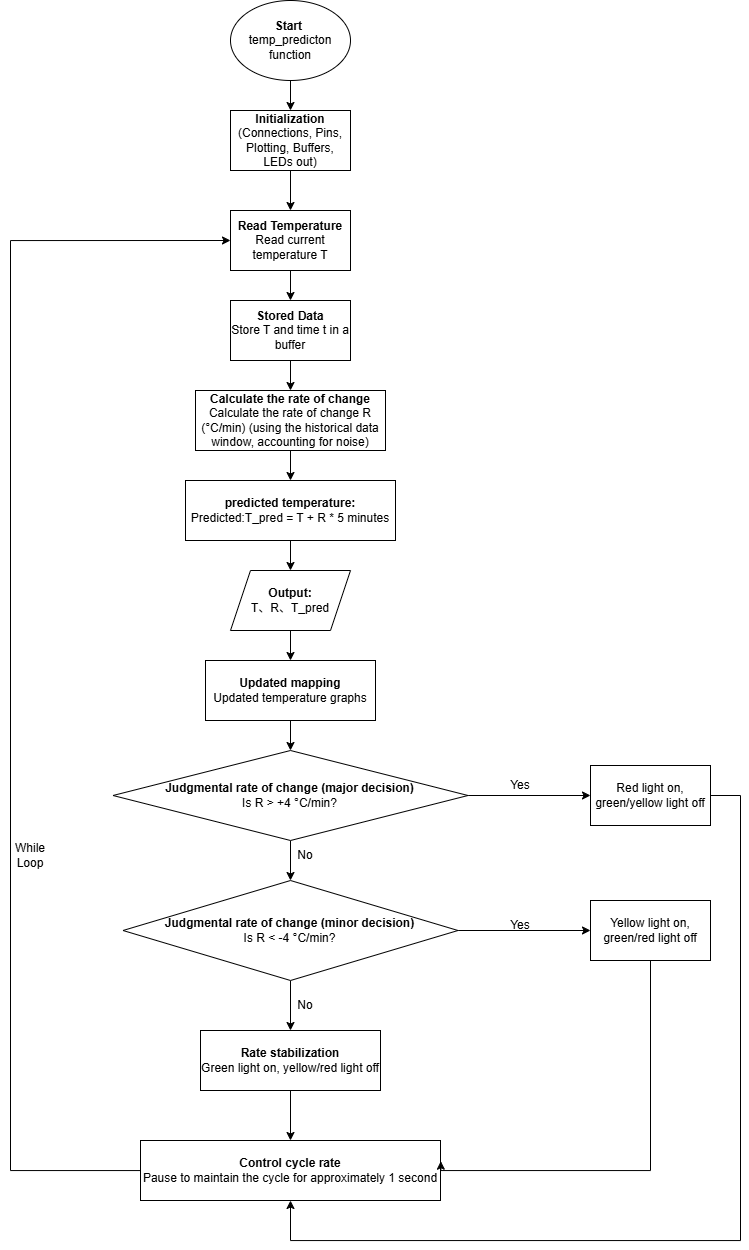 Start
temp_predicton
function
Initialization
(Connections, Pins,
Plotting, Buffers,
LEDs out)
Read Temperature
Read current
temperature T
Stored Data
Store T and time t in a
buffer
Calculate the rate of change
Calculate the rate of change R
(°C/min) (using the historical data
window, accounting for noise)
predicted temperature:
Predicted:T_pred = T + R * 5 minutes
Output:
T、R、T_pred
Updated mapping
Updated temperature graphs
Judgmental rate of change (major decision)
Is R > +4 °C/min?
Yes
Red light on,
green/yellow light off
No
While
Loop
Judgmental rate of change (minor decision)
Is R < -4 °C/min?
Yes
Yellow light on,
green/red light off
No
Rate stabilization
Green light on, yellow/red light off
Control cycle rate
Pause to maintain the cycle for approximately 1 second